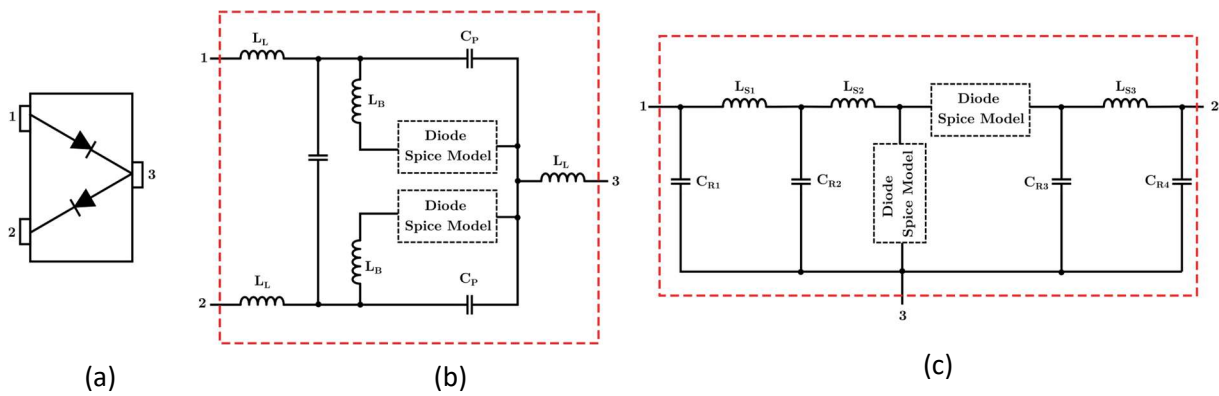 1
2
3
(a)
L_L
C_P
1
L_B
Diode
Spice Model
L_L
3
Diode
Spice Model
L_B
L_L
C_P
2
(b)
L_S1
L_S2
Diode
Spice Model
L_S3
1
2
C_R1
C_R2
Diode
Spice Model
C_R3
C_R4
3
(c)